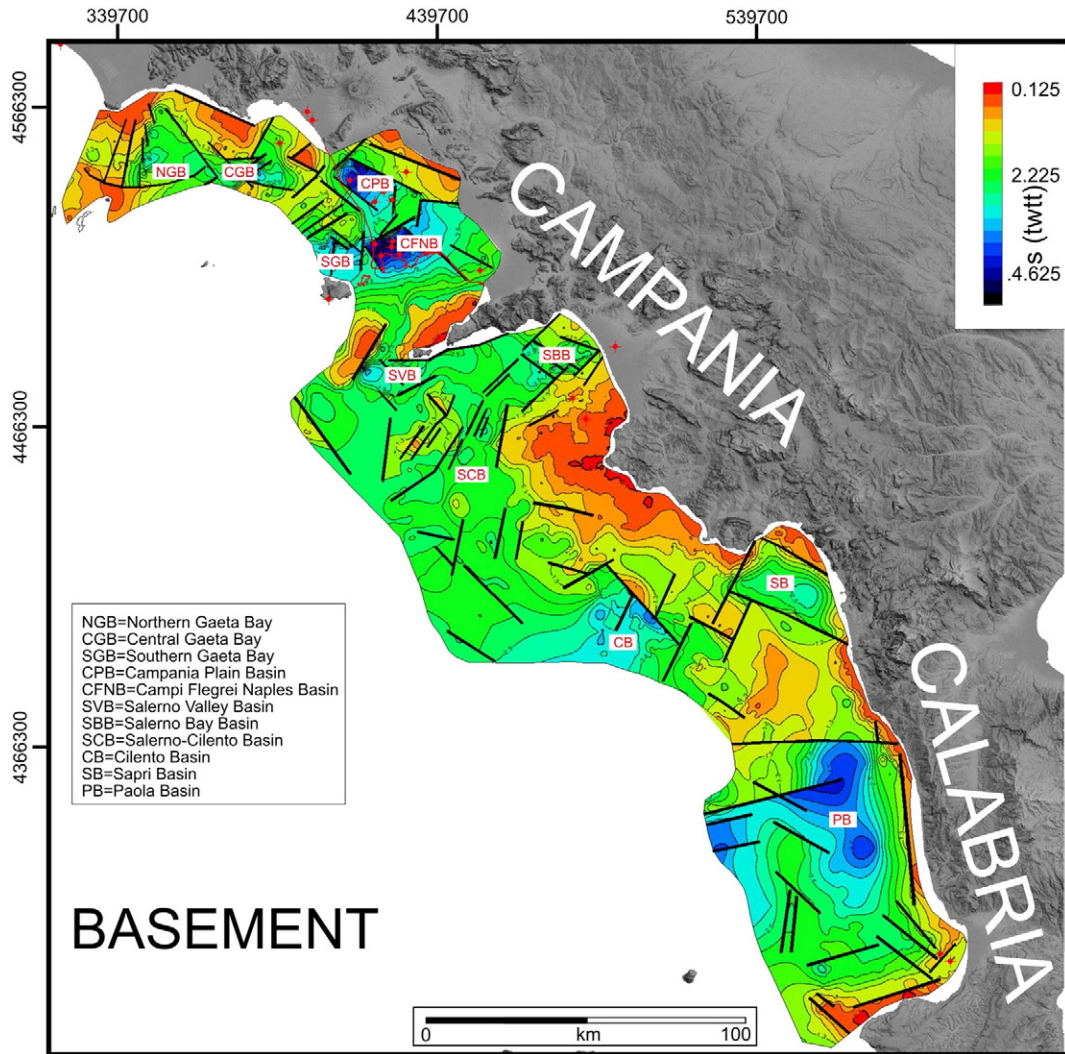 339700
439700
539700
4566300
4466300
4366300
0.125
2.225
.4.625
s (twtt)
CAMPANIA
CALABRIA
NGB
CGB
CPB
CFNB
SGB
SVB
SBB
SCB
SB
CB
PB
NGB=Northern Gaeta Bay
CGB=Central Gaeta Bay
SGB=Southern Gaeta Bay
CPB=Campania Plain Basin
CFNB=Campi Flegrei Naples Basin
SVB=Salerno Valley Basin
SBB=Salerno Bay Basin
SCB=Salerno-Cilento Basin
CB=Cilento Basin
SB=Sapri Basin
PB=Paola Basin
BASEMENT
0
km
100